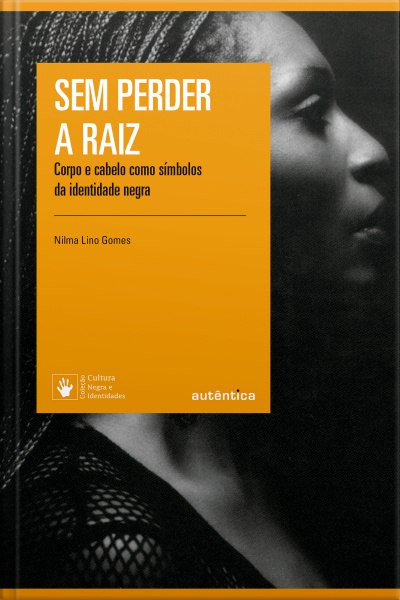 SEM PERDER
A RAIZ
Corpo e cabelo como símbolos
da identidade negra
Nilma Lino Gomes
Coleção
Cultura
Negra e
Identidades
autêntica